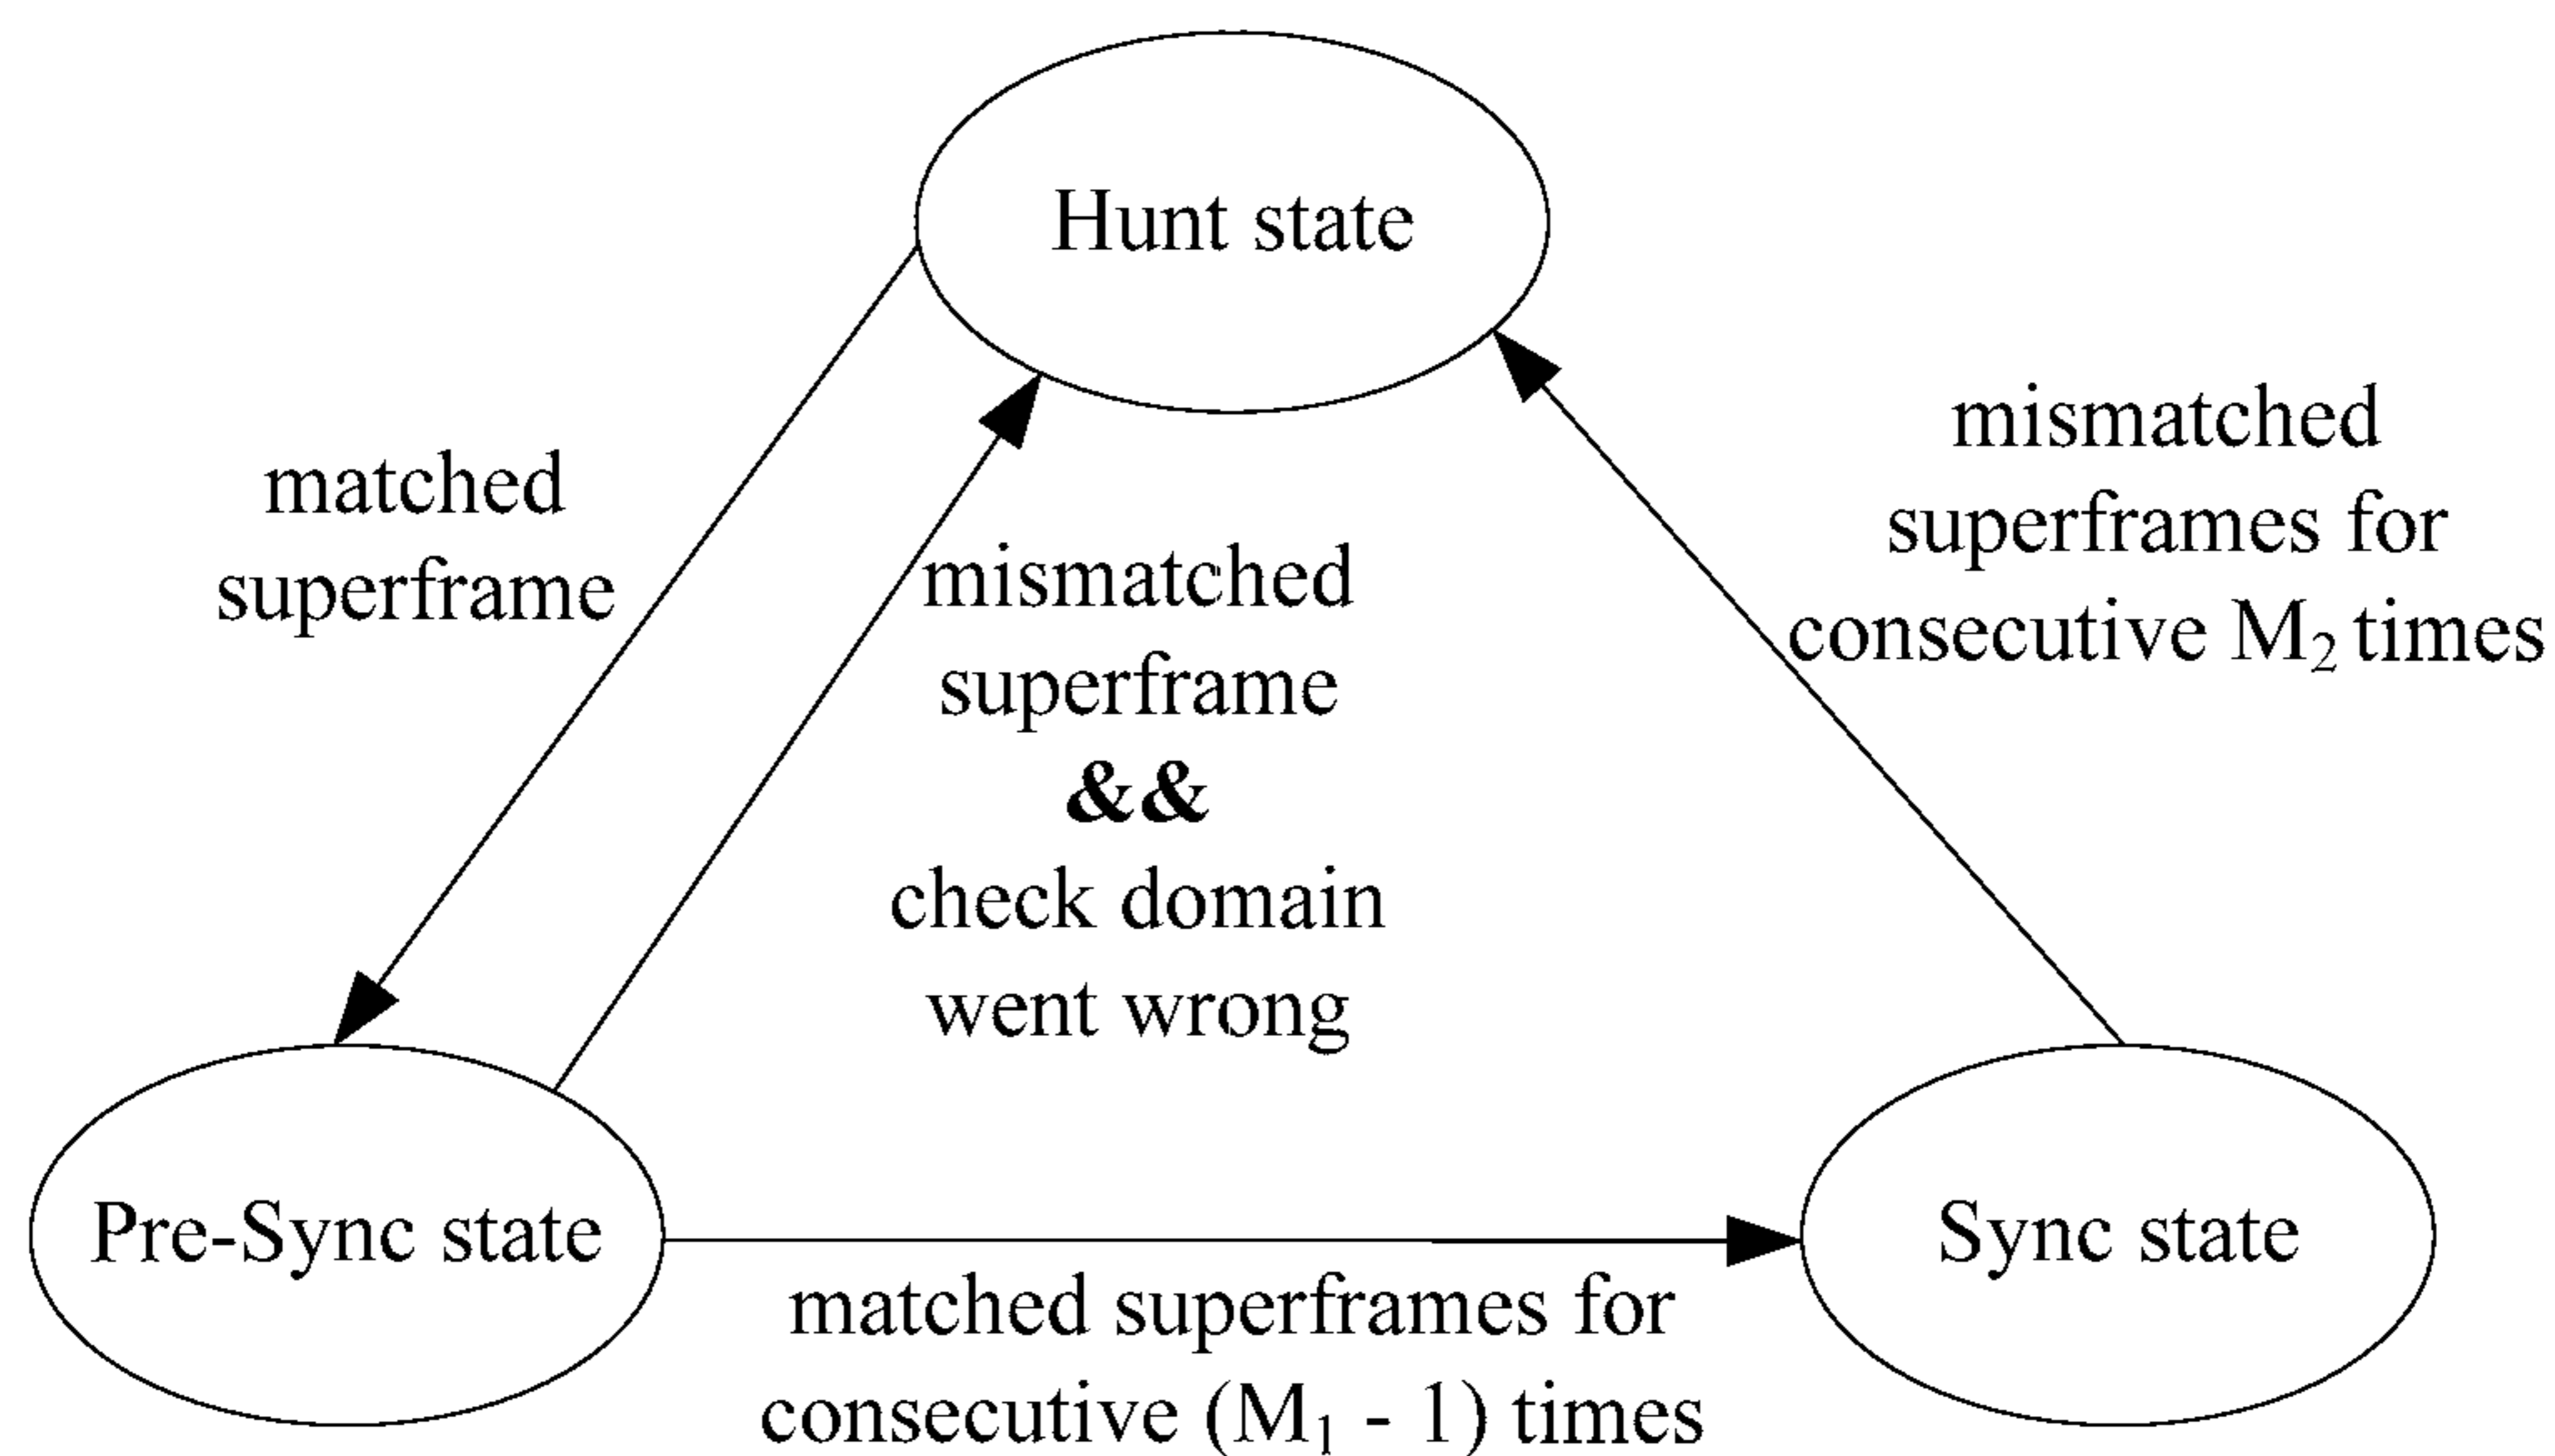 Hunt state
matched
superframe
mismatched
superframe
&&
check domain
went wrong
mismatched
superframes for
consecutive M₂ times
Pre-Sync state
Sync state
matched superframes for
consecutive (M₁ - 1) times